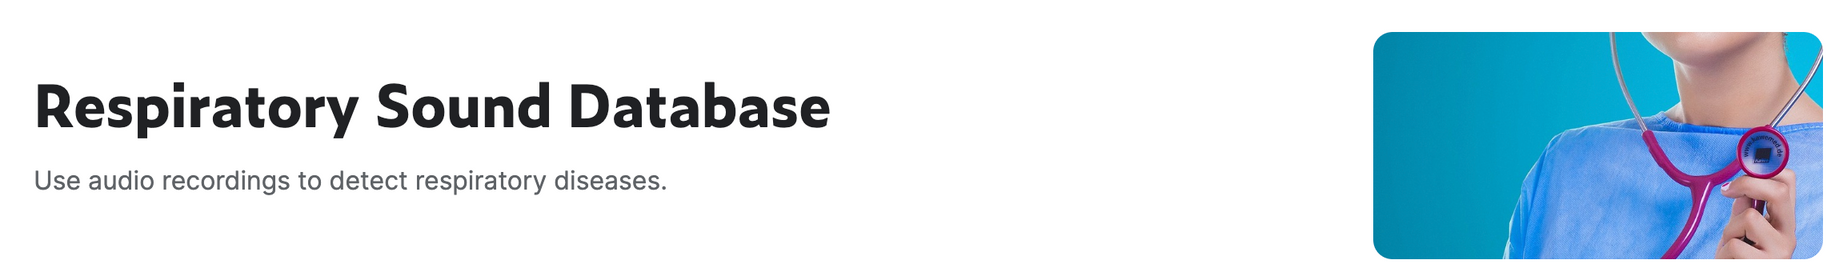 Respiratory Sound Database
Use audio recordings to detect respiratory diseases.